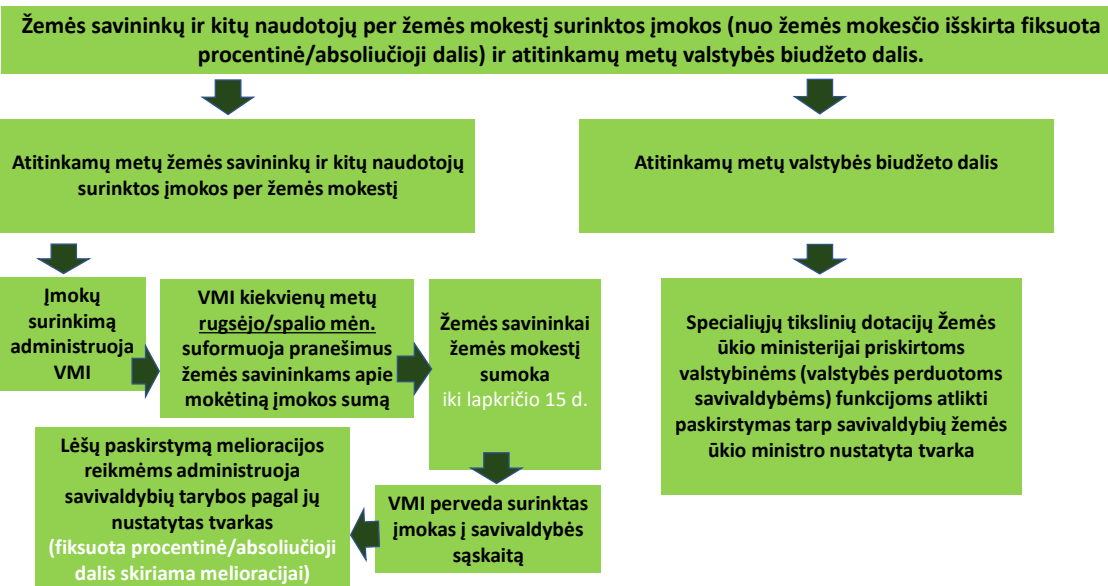 Žemės savininkų ir kitų naudotojų per žemės mokestį surinktos įmokos (nuo žemės mokesčio išskirta fiksuota
procentinė/absoliučioji dalis) ir atitinkamų metų valstybės biudžeto dalis.
Atitinkamų metų žemės savininkų ir kitų naudotojų
surinktos įmokos per žemės mokestį
Atitinkamų metų valstybės biudžeto dalis
Įmokų
surinkimą
administruoja
VMI
VMI kiekvienų metų
rugsėjo/spalio mėn.
suformuoja pranešimus
žemės savininkams apie
mokėtiną įmokos sumą
Žemės savininkai
žemės mokestį
sumoka
iki lapkričio 15 d.
Specialiųjų tikslinių dotacijų Žemės
ūkio ministerijai priskirtoms
valstybinėms (valstybės perduotoms
savivaldybėms) funkcijoms atlikti
paskirstymas tarp savivaldybių žemės
ūkio ministro nustatyta tvarka
VMI perveda surinktas
įmokas į savivaldybės
sąskaitą
Lėšų paskirstymą melioracijos
reikmėms administruoja
savivaldybių tarybos pagal jų
nustatytas tvarkas
(fiksuota procentinė/absoliučioji
dalis skiriama melioracijai)